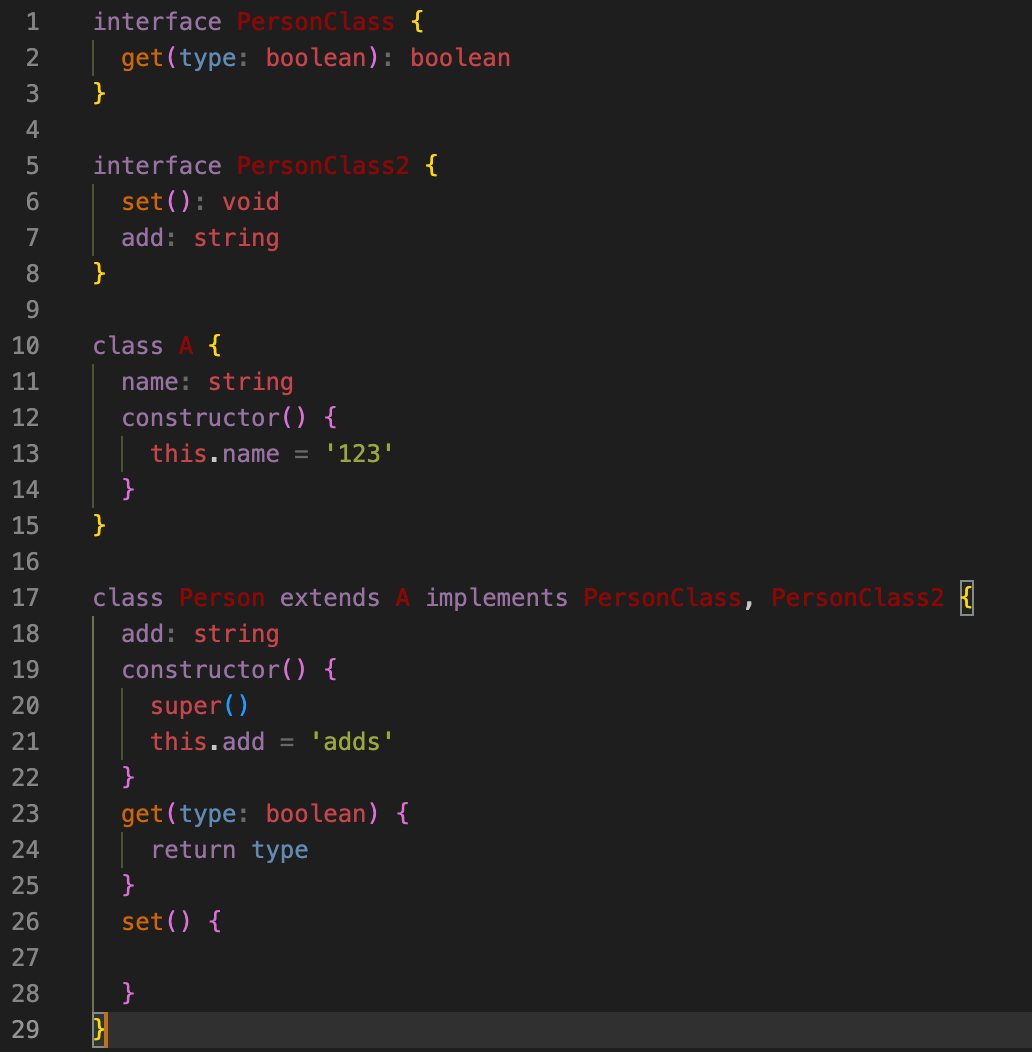 1 interface PersonClass {
2 get(type: boolean): boolean
3 }
4
5 interface PersonClass2 {
6 set(): void
7 add: string
8 }
9
10 class A {
11 name: string
12 constructor() {
13 this.name = '123'
14 }
15 }
16
17 class Person extends A implements PersonClass, PersonClass2 {
18 add: string
19 constructor() {
20 super()
21 this.add = 'adds'
22 }
23 get(type: boolean) {
24 return type
25 }
26 set() {
27
28 }
29 }